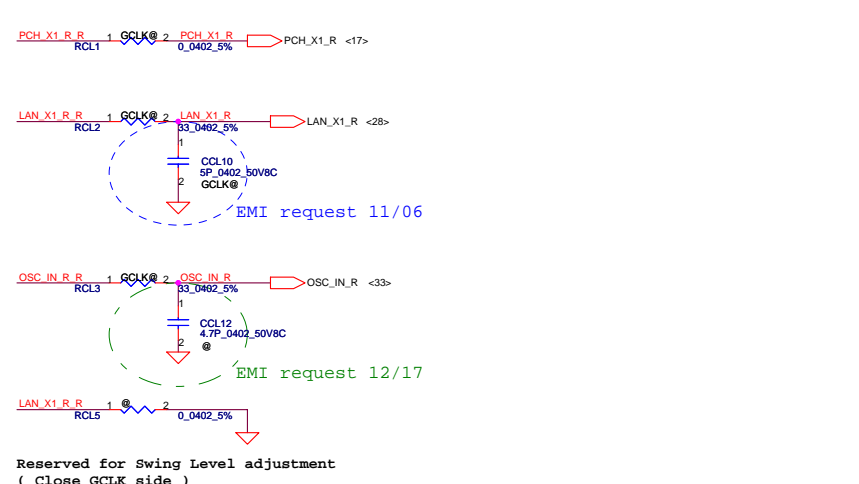 PCH_X1_R_R 1 GCLK@ 2 PCH_X1_R PCH_X1_R <17>
RCL1 0_0402_5%
LAN_X1_R_R 1 GCLK@ 2 LAN_X1_R LAN_X1_R <28>
RCL2 33_0402_5%
1
CCL10
5P_0402_50V8C
2 GCLK@
EMI request 11/06
OSC_IN_R_R 1 GCLK@ 2 OSC_IN_R OSC_IN_R <33>
RCL3 33_0402_5%
1
CCL12
4.7P_0402_50V8C
2 @
EMI request 12/17
LAN_X1_R_R 1 @ 2
RCL5 0_0402_5%
Reserved for Swing Level adjustment
( Close GCLK side )